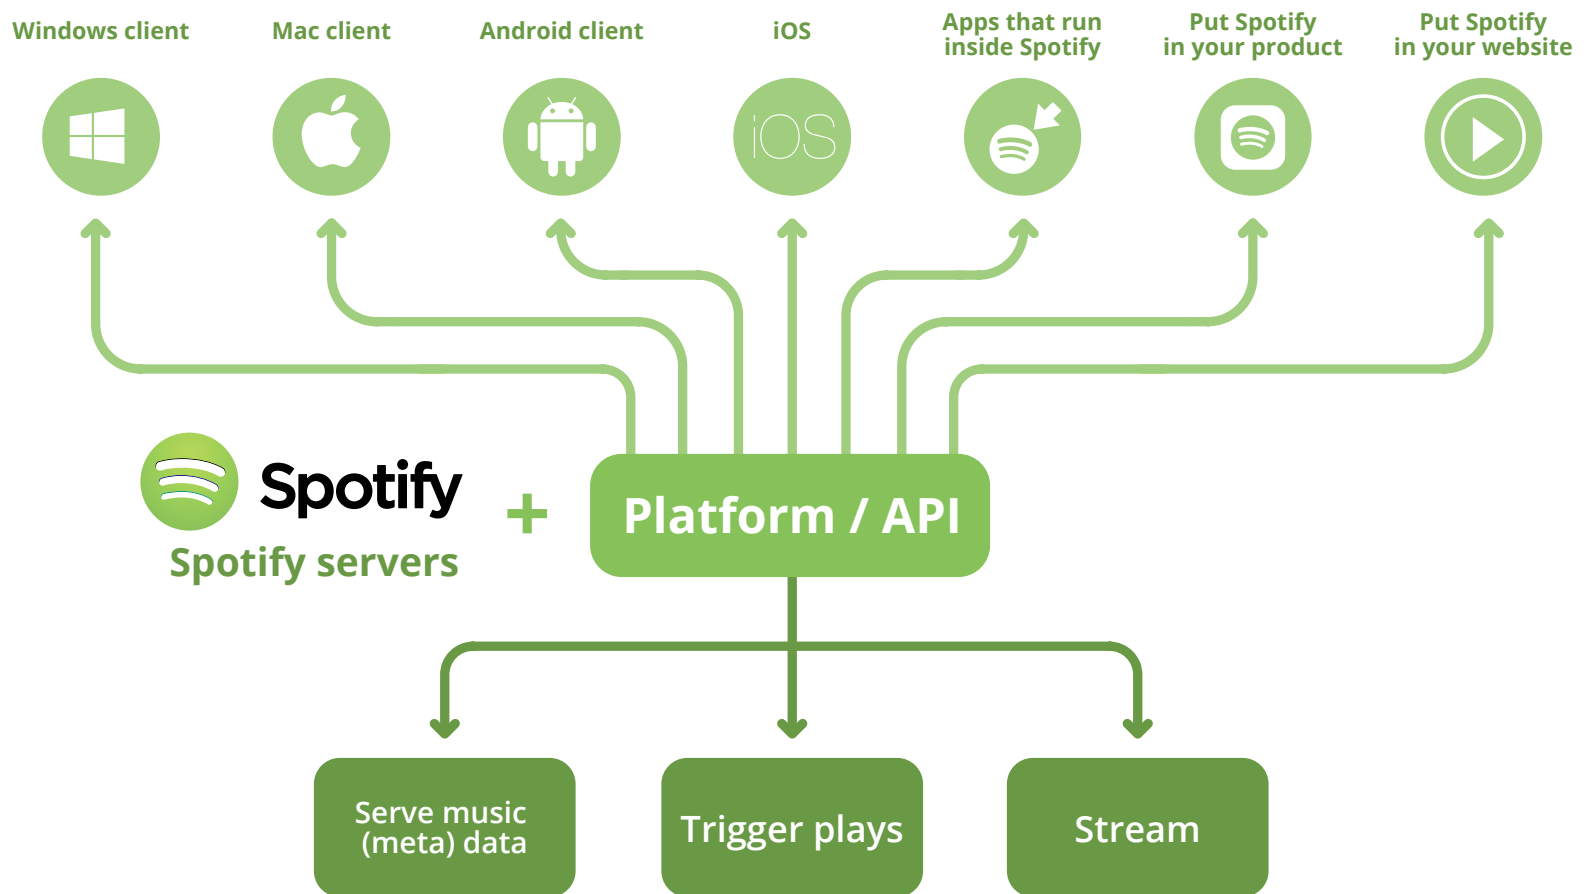 Windows client
Mac client
Android client
iOS
Apps that run
inside Spotify
Put Spotify
in your product
Put Spotify
in your website
iOS
Spotify
Spotify servers
+
Platform / API
Serve music
(meta) data
Trigger plays
Stream